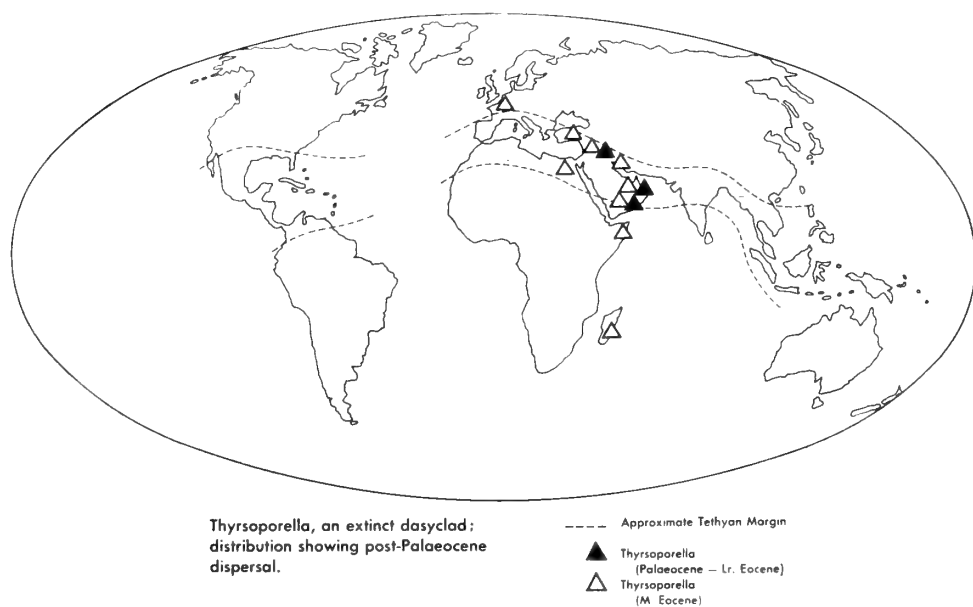 Thyrsoporella, an extinct dasyclad;
distribution showing post-Palaeocene
dispersal.
Approximate Tethyan Margin
Thyrsoporella
(Palaeocene — Lr. Eocene)
Thyrsoporella
(M Eocene)